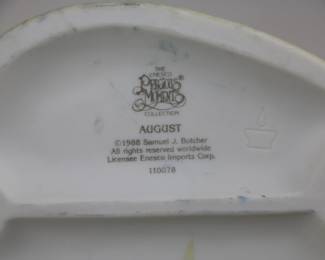 THE
ENESCO
PRECIOUS
MOMENTS®
COLLECTION
AUGUST
©1988 Samuel J. Butcher
All rights reserved worldwide
Licensee Enesco Imports Corp.
110078